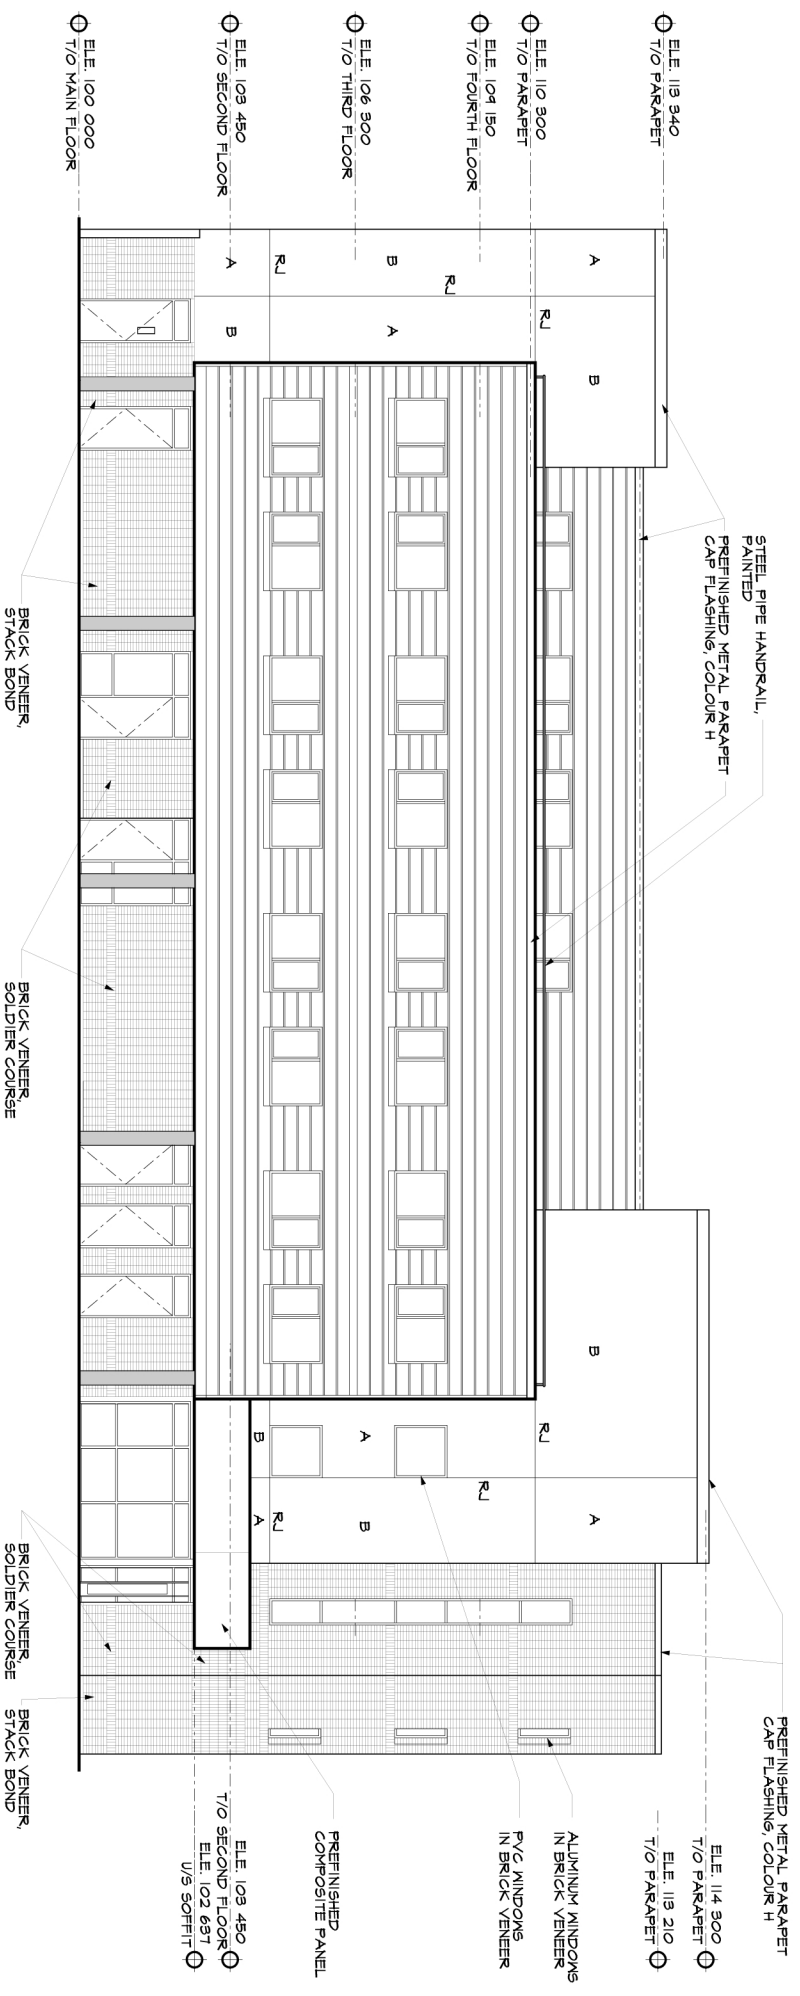 STEEL PIPE HANDRAIL,
PAINTED
PREFINISHED METAL PARAPET
CAP FLASHING, COLOUR H
PREFINISHED METAL PARAPET
CAP FLASHING, COLOUR H
ELE. 113 340
T/O PARAPET
ELE. 110 300
T/O PARAPET
ELE. 109 150
T/O FOURTH FLOOR
ELE. 106 300
T/O THIRD FLOOR
ELE. 103 450
T/O SECOND FLOOR
ELE. 100 000
T/O MAIN FLOOR
A
B
B
A
RJ
RJ
RJ
RJ
B
A
A
B
RJ
RJ
B
A
A
B
ELE. 114 300
T/O PARAPET
ELE. 113 210
T/O PARAPET
ALUMINUM WINDOWS
IN BRICK VENEER
PVC WINDOWS
IN BRICK VENEER
PREFINISHED
COMPOSITE PANEL
ELE. 103 450
T/O SECOND FLOOR
ELE. 102 637
U/S SOFFIT
BRICK VENEER,
STACK BOND
BRICK VENEER,
SOLDIER COURSE
BRICK VENEER,
SOLDIER COURSE
BRICK VENEER,
STACK BOND